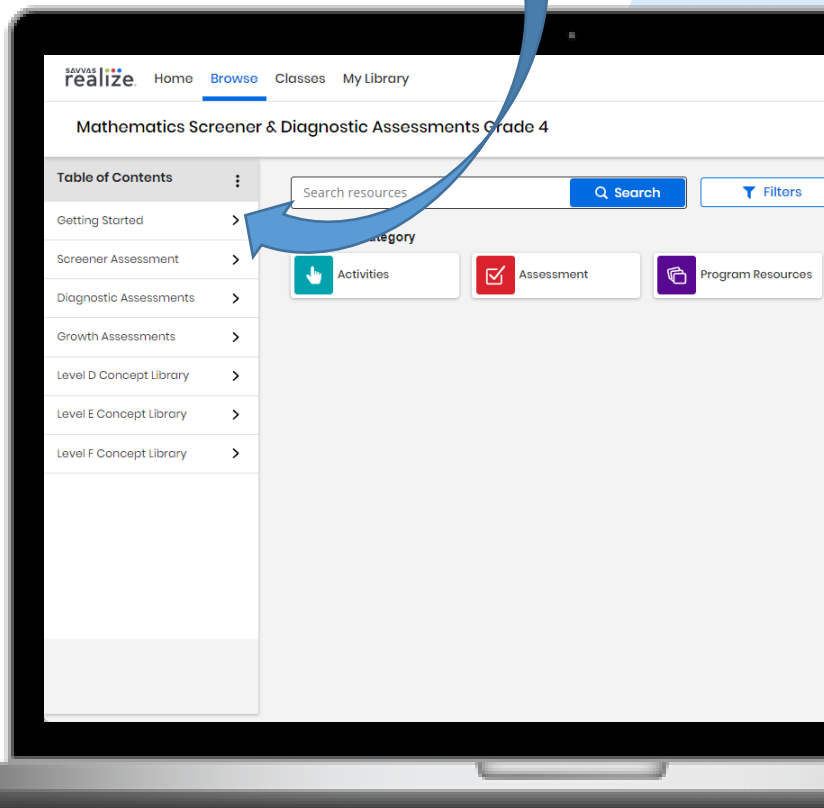 SAVVAS
realize. Home Browse Classes My Library
Mathematics Screener & Diagnostic Assessments Grade 4
Table of Contents
Search resources Search Filters
Getting Started
Screener Assessment
Activities Assessment Program Resources
Diagnostic Assessments
Growth Assessments
Level D Concept Library
Level E Concept Library
Level F Concept Library